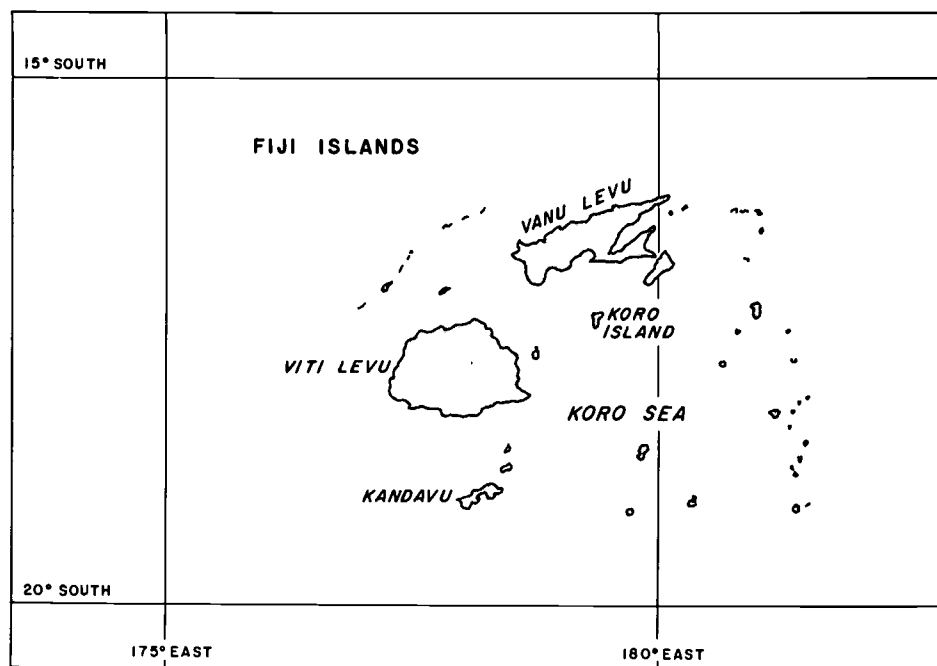 15° SOUTH
FIJI ISLANDS
VANU LEVU
KORO
ISLAND
VITI LEVU
KORO SEA
KANDAVU
20° SOUTH
175° EAST
180° EAST